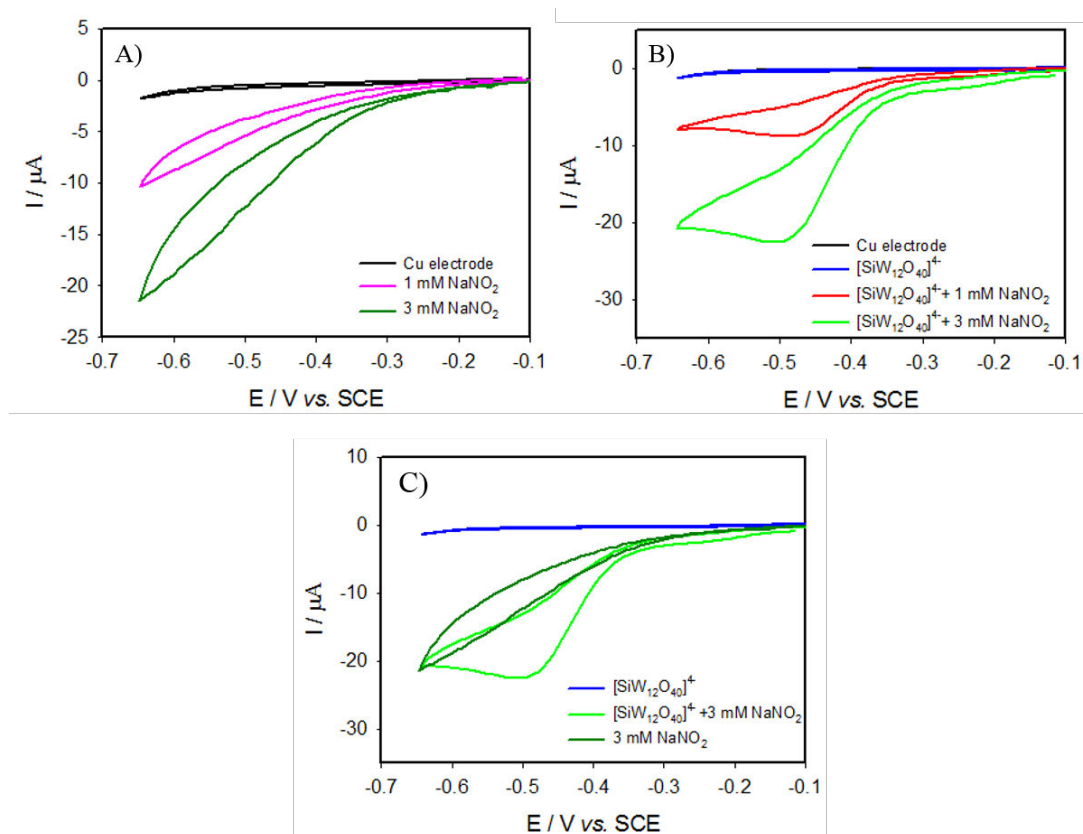 A)
5
0
-5
-10
-15
-20
-25
I / μA
Cu electrode
1 mM NaNO₂
3 mM NaNO₂
-0.7 -0.6 -0.5 -0.4 -0.3 -0.2 -0.1
E / V vs. SCE
B)
0
-10
-20
-30
I / μA
Cu electrode
[SiW₁₂O₄₀]⁴⁻
[SiW₁₂O₄₀]⁴⁻+ 1 mM NaNO₂
[SiW₁₂O₄₀]⁴⁻+ 3 mM NaNO₂
-0.7 -0.6 -0.5 -0.4 -0.3 -0.2 -0.1
E / V vs. SCE
C)
10
0
-10
-20
-30
I / μA
[SiW₁₂O₄₀]⁴⁻
[SiW₁₂O₄₀]⁴⁻ +3 mM NaNO₂
3 mM NaNO₂
-0.7 -0.6 -0.5 -0.4 -0.3 -0.2 -0.1
E / V vs. SCE